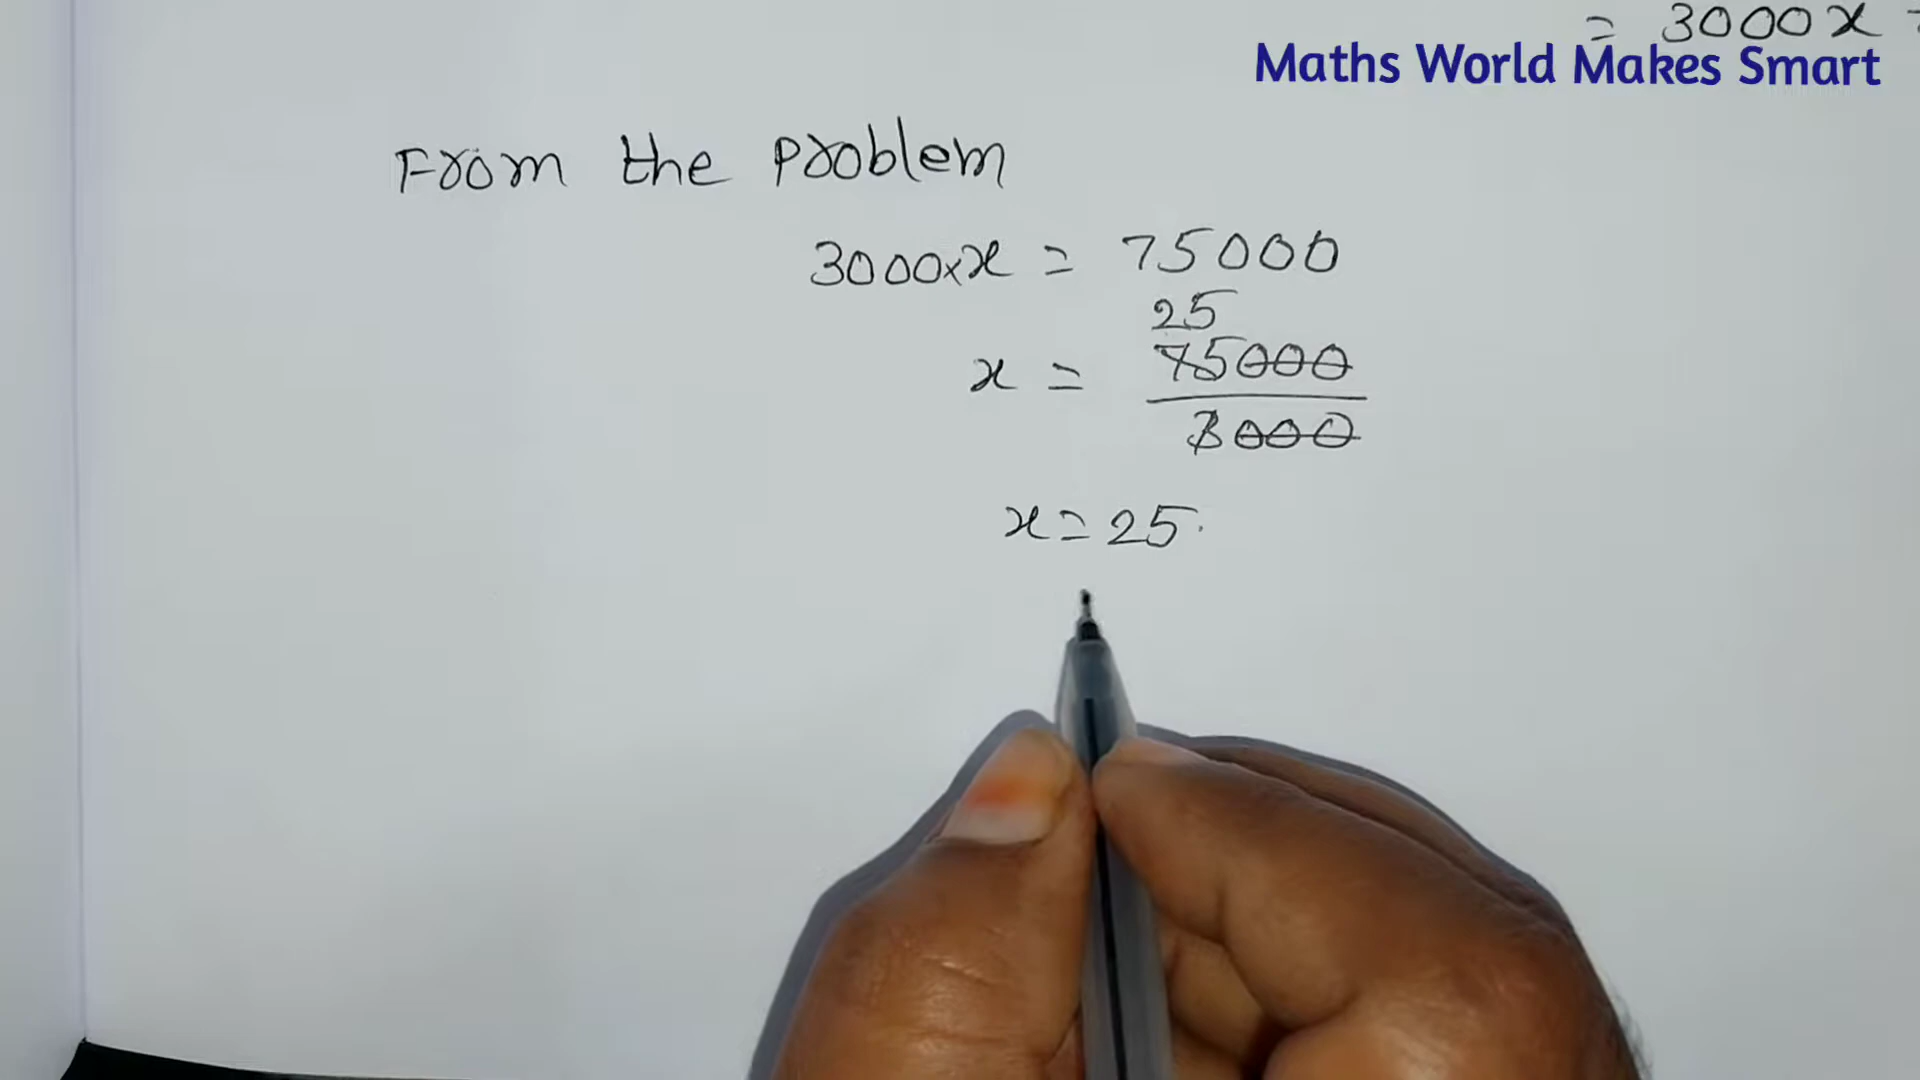 = 3000x
Maths World Makes Smart
From the problem
3000×x = 75000
25
x = 75000
3000
x = 25.